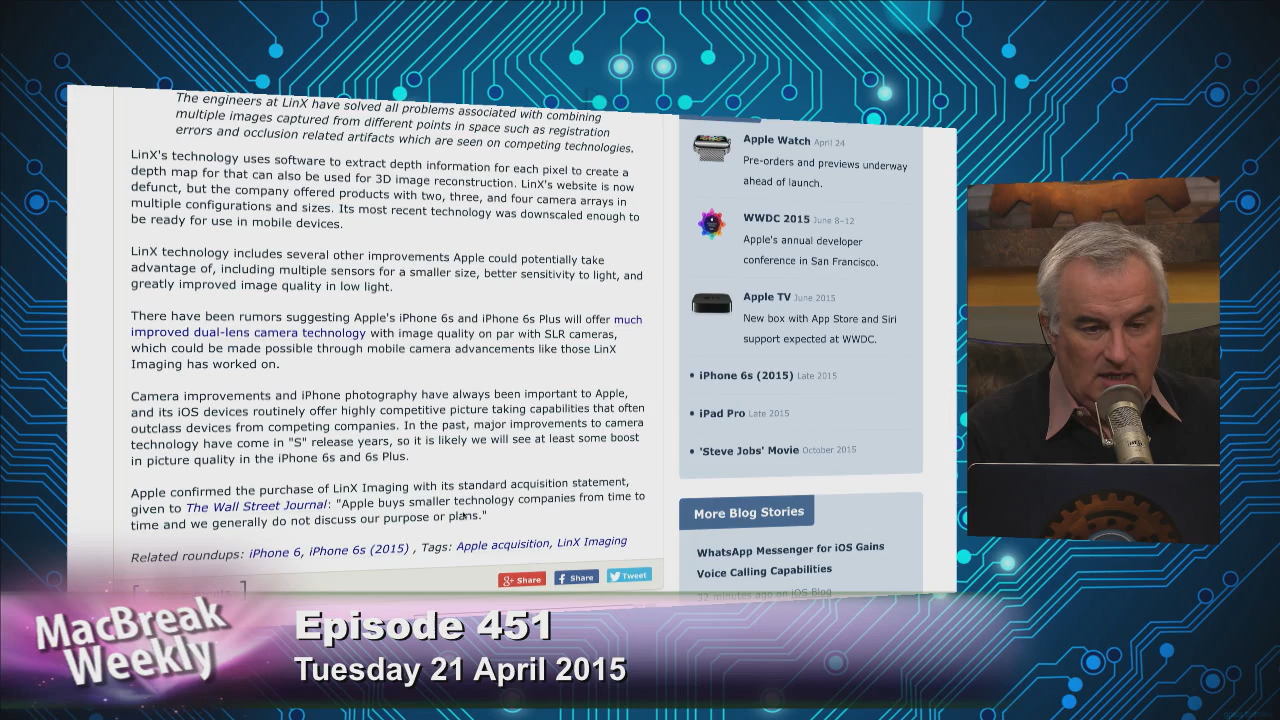 The engineers at LinX have solved all problems associated with combining
multiple images captured from different points in space such as registration
errors and occlusion related artifacts which are seen on competing technologies.
LinX's technology uses software to extract depth information for each pixel to create a
depth map for that can also be used for 3D image reconstruction. LinX's website is now
defunct, but the company offered products with two, three, and four camera arrays in
multiple configurations and sizes. Its most recent technology was downscaled enough to
be ready for use in mobile devices.
LinX technology includes several other improvements Apple could potentially take
advantage of, including multiple sensors for a smaller size, better sensitivity to light, and
greatly improved image quality in low light.
There have been rumors suggesting Apple's iPhone 6s and iPhone 6s Plus will offer much
improved dual-lens camera technology with image quality on par with SLR cameras,
which could be made possible through mobile camera advancements like those LinX
Imaging has worked on.
Camera improvements and iPhone photography have always been important to Apple,
and its iOS devices routinely offer highly competitive picture taking capabilities that often
outclass devices from competing companies. In the past, major improvements to camera
technology have come in "S" release years, so it is likely we will see at least some boost
in picture quality in the iPhone 6s and 6s Plus.
Apple confirmed the purchase of LinX Imaging with its standard acquisition statement,
given to The Wall Street Journal: "Apple buys smaller technology companies from time to
time and we generally do not discuss our purpose or plans."
Related roundups: iPhone 6, iPhone 6s (2015) , Tags: Apple acquisition, LinX Imaging
g+ Share
f Share
Tweet
Apple Watch April 24
Pre-orders and previews underway
ahead of launch.
WWDC 2015 June 8-12
Apple's annual developer
conference in San Francisco.
Apple TV June 2015
New box with App Store and Siri
support expected at WWDC.
• iPhone 6s (2015) Late 2015
• iPad Pro Late 2015
• 'Steve Jobs' Movie October 2015
More Blog Stories
WhatsApp Messenger for iOS Gains
Voice Calling Capabilities
32 minutes ago on iOS Blog
MacBreak
Weekly
Episode 451
Tuesday 21 April 2015